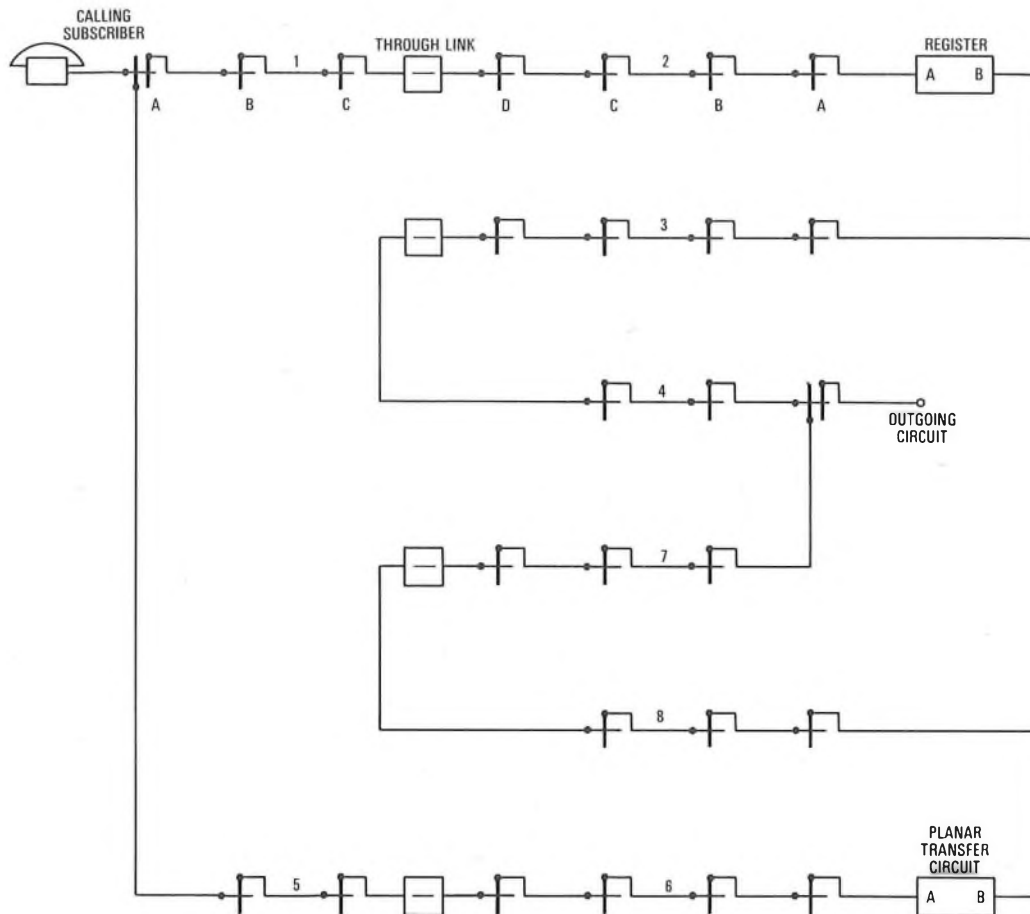 CALLING
SUBSCRIBER
THROUGH LINK
REGISTER
1
2
A B
A
B
C
D
C
B
A
3
4
OUTGOING
CIRCUIT
7
8
PLANAR
TRANSFER
CIRCUIT
5
6
A B